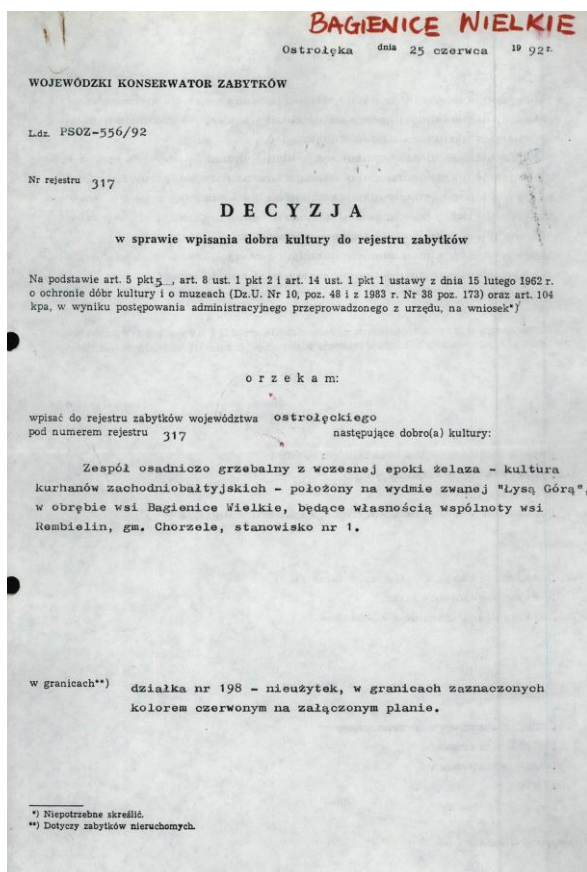 BAGIENICE WIELKIE
Ostrołęka dnia 25 czerwca 19 92 r.
WOJEWÓDZKI KONSERWATOR ZABYTKÓW
L.dz. PSOZ-556/92
Nr rejestru 317
DECYZJA
w sprawie wpisania dobra kultury do rejestru zabytków
Na podstawie art. 5 pkt 5, art. 8 ust. 1 pkt 2 i art. 14 ust. 1 pkt 1 ustawy z dnia 15 lutego 1962 r.
o ochronie dóbr kultury i o muzeach (Dz.U. Nr 10, poz. 48 i z 1983 r. Nr 38 poz. 173) oraz art. 104
kpa, w wyniku postępowania administracyjnego przeprowadzonego z urzędu, na wniosek*)
orzekam:
wpisać do rejestru zabytków województwa ostrołęckiego
pod numerem rejestru 317 następujące dobro(a) kultury:
Zespół osadniczo grzebalny z wczesnej epoki żelaza - kultura
kurhanów zachodniobałtyjskich - położony na wydmie zwanej "Łysą Górą",
w obrębie wsi Bagienice Wielkie, będące własnością wspólnoty wsi
Rembielin, gm. Chorzele, stanowisko nr 1.
w granicach**) działka nr 198 - nieużytek, w granicach zaznaczonych
kolorem czerwonym na załączonym planie.
*) Niepotrzebne skreślić.
**) Dotyczy zabytków nieruchomych.